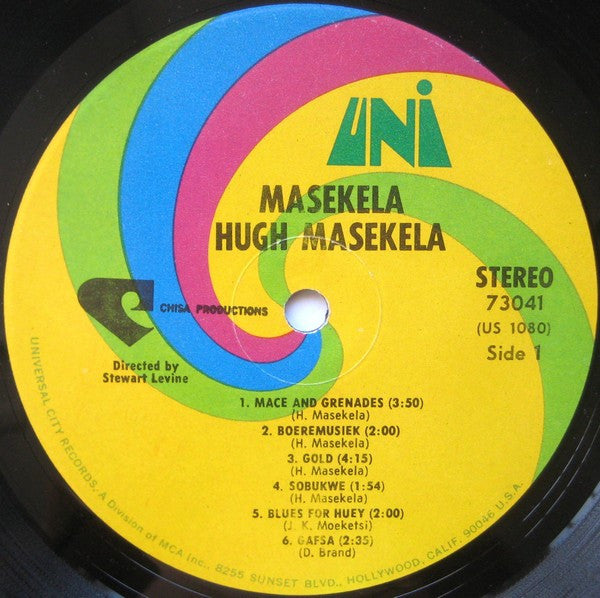 UNi
MASEKELA
HUGH MASEKELA
STEREO
73041
(US 1080)
Side 1
CHISA PRODUCTIONS
Directed by
Stewart Levine
1. MACE AND GRENADES (3:50)
(H. Masekela)
2. BOEREMUSIEK (2:00)
(H. Masekela)
3. GOLD (4:15)
(H. Masekela)
4. SOBUKWE (1:54)
(H. Masekela)
5. BLUES FOR HUEY (2:00)
(J. K. Moeketsi)
6. GAFSA (2:35)
(D. Brand)
UNIVERSAL CITY RECORDS, A Division of MCA Inc., 8255 SUNSET BLVD., HOLLYWOOD, CALIF. 90046 U.S.A.